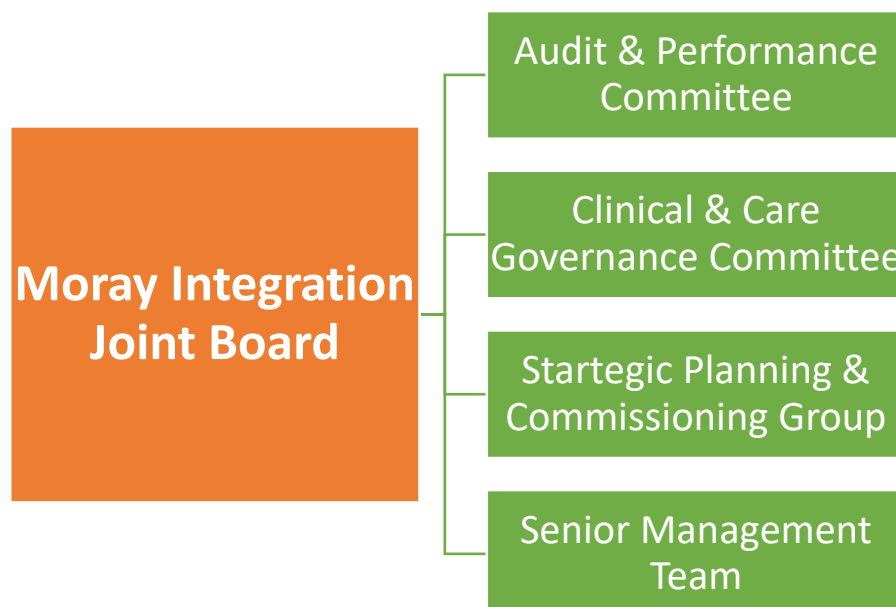 Moray Integration
Joint Board
Audit & Performance
Committee
Clinical & Care
Governance Committee
Startegic Planning &
Commissioning Group
Senior Management
Team